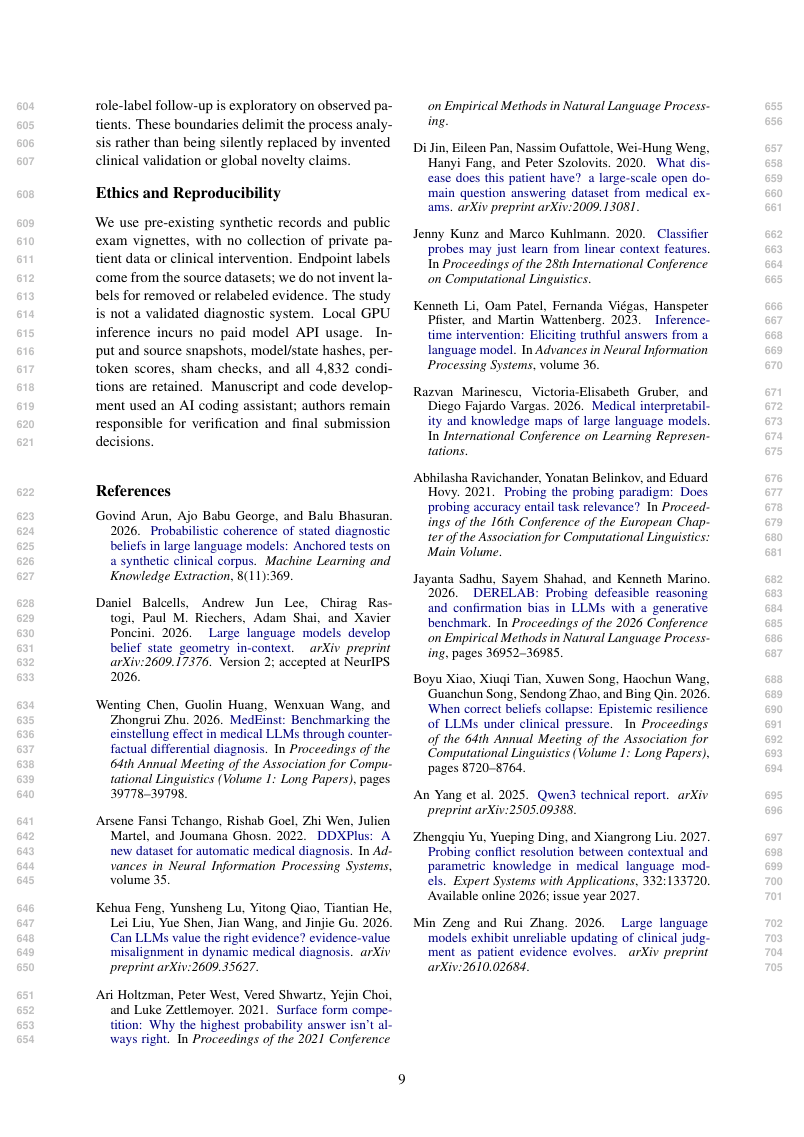 604 role-label follow-up is exploratory on observed pa-
605 tients. These boundaries delimit the process analy-
606 sis rather than being silently replaced by invented
607 clinical validation or global novelty claims.
608 Ethics and Reproducibility
609 We use pre-existing synthetic records and public
610 exam vignettes, with no collection of private pa-
611 tient data or clinical intervention. Endpoint labels
612 come from the source datasets; we do not invent la-
613 bels for removed or relabeled evidence. The study
614 is not a validated diagnostic system. Local GPU
615 inference incurs no paid model API usage. In-
616 put and source snapshots, model/state hashes, per-
617 token scores, sham checks, and all 4,832 condi-
618 tions are retained. Manuscript and code develop-
619 ment used an AI coding assistant; authors remain
620 responsible for verification and final submission
621 decisions.
622 References
623 Govind Arun, Ajo Babu George, and Balu Bhasuran.
624 2026. Probabilistic coherence of stated diagnostic
625 beliefs in large language models: Anchored tests on
626 a synthetic clinical corpus. Machine Learning and
627 Knowledge Extraction, 8(11):369.
628 Daniel Balcells, Andrew Jun Lee, Chirag Ras-
629 togi, Paul M. Riechers, Adam Shai, and Xavier
630 Poncini. 2026. Large language models develop
631 belief state geometry in-context. arXiv preprint
632 arXiv:2609.17376. Version 2; accepted at NeurIPS
633 2026.
634 Wenting Chen, Guolin Huang, Wenxuan Wang, and
635 Zhongrui Zhu. 2026. MedEinst: Benchmarking the
636 einstellung effect in medical LLMs through counter-
637 factual differential diagnosis. In Proceedings of the
638 64th Annual Meeting of the Association for Compu-
639 tational Linguistics (Volume 1: Long Papers), pages
640 39778–39798.
641 Arsene Fansi Tchango, Rishab Goel, Zhi Wen, Julien
642 Martel, and Joumana Ghosn. 2022. DDXPlus: A
643 new dataset for automatic medical diagnosis. In Ad-
644 vances in Neural Information Processing Systems,
645 volume 35.
646 Kehua Feng, Yunsheng Lu, Yitong Qiao, Tiantian He,
647 Lei Liu, Yue Shen, Jian Wang, and Jinjie Gu. 2026.
648 Can LLMs value the right evidence? evidence-value
649 misalignment in dynamic medical diagnosis. arXiv
650 preprint arXiv:2609.35627.
651 Ari Holtzman, Peter West, Vered Shwartz, Yejin Choi,
652 and Luke Zettlemoyer. 2021. Surface form compe-
653 tition: Why the highest probability answer isn't al-
654 ways right. In Proceedings of the 2021 Conference
655 on Empirical Methods in Natural Language Process-
656 ing.
657 Di Jin, Eileen Pan, Nassim Oufattole, Wei-Hung Weng,
658 Hanyi Fang, and Peter Szolovits. 2020. What dis-
659 ease does this patient have? a large-scale open do-
660 main question answering dataset from medical ex-
661 ams. arXiv preprint arXiv:2009.13081.
662 Jenny Kunz and Marco Kuhlmann. 2020. Classifier
663 probes may just learn from linear context features.
664 In Proceedings of the 28th International Conference
665 on Computational Linguistics.
666 Kenneth Li, Oam Patel, Fernanda Viégas, Hanspeter
667 Pfister, and Martin Wattenberg. 2023. Inference-
668 time intervention: Eliciting truthful answers from a
669 language model. In Advances in Neural Information
670 Processing Systems, volume 36.
671 Razvan Marinescu, Victoria-Elisabeth Gruber, and
672 Diego Fajardo Vargas. 2026. Medical interpretabil-
673 ity and knowledge maps of large language models.
674 In International Conference on Learning Represen-
675 tations.
676 Abhilasha Ravichander, Yonatan Belinkov, and Eduard
677 Hovy. 2021. Probing the probing paradigm: Does
678 probing accuracy entail task relevance? In Proceed-
679 ings of the 16th Conference of the European Chap-
680 ter of the Association for Computational Linguistics:
681 Main Volume.
682 Jayanta Sadhu, Sayem Shahad, and Kenneth Marino.
683 2026. DERELAB: Probing defeasible reasoning
684 and confirmation bias in LLMs with a generative
685 benchmark. In Proceedings of the 2026 Conference
686 on Empirical Methods in Natural Language Process-
687 ing, pages 36952–36985.
688 Boyu Xiao, Xiuqi Tian, Xuwen Song, Haochun Wang,
689 Guanchun Song, Sendong Zhao, and Bing Qin. 2026.
690 When correct beliefs collapse: Epistemic resilience
691 of LLMs under clinical pressure. In Proceedings
692 of the 64th Annual Meeting of the Association for
693 Computational Linguistics (Volume 1: Long Papers),
694 pages 8720–8764.
695 An Yang et al. 2025. Qwen3 technical report. arXiv
696 preprint arXiv:2505.09388.
697 Zhengqiu Yu, Yueping Ding, and Xiangrong Liu. 2027.
698 Probing conflict resolution between contextual and
699 parametric knowledge in medical language mod-
700 els. Expert Systems with Applications, 332:133720.
701 Available online 2026; issue year 2027.
702 Min Zeng and Rui Zhang. 2026. Large language
703 models exhibit unreliable updating of clinical judg-
704 ment as patient evidence evolves. arXiv preprint
705 arXiv:2610.02684.
9